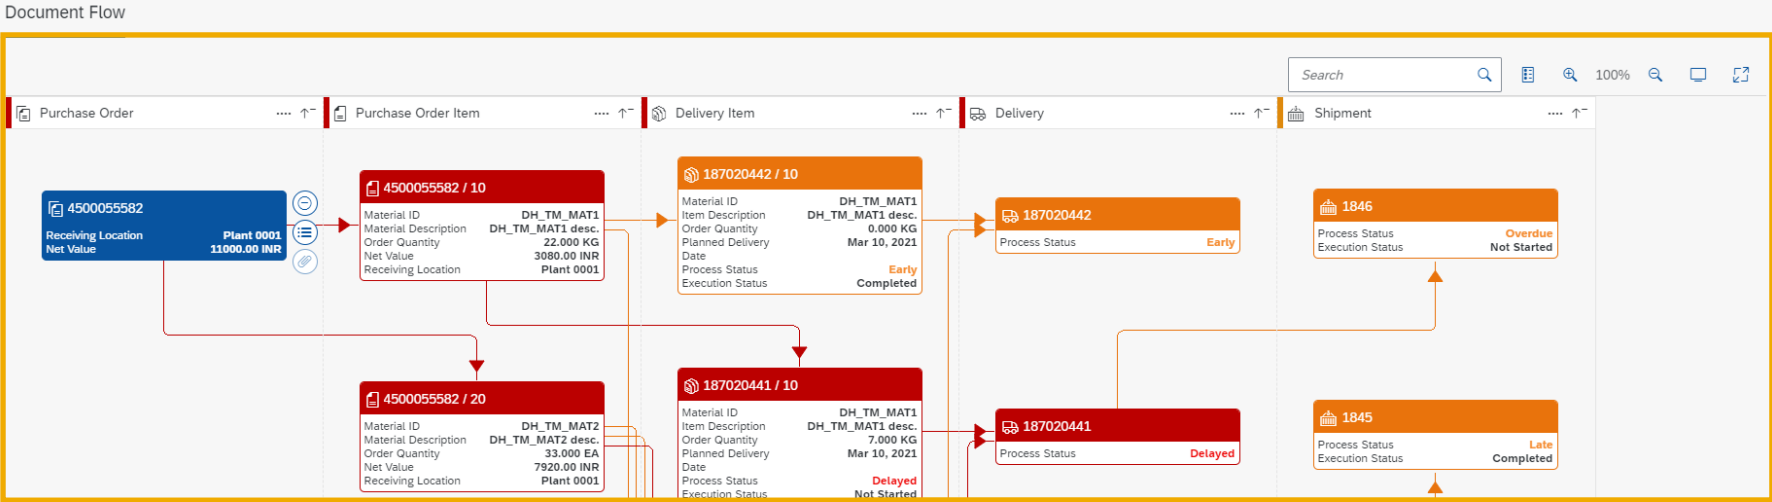 Document Flow
Search
100%
Purchase Order
Purchase Order Item
Delivery Item
Delivery
Shipment
4500055582
Receiving Location Plant 0001
Net Value 11000.00 INR
4500055582 / 10
Material ID DH_TM_MAT1
Material Description DH_TM_MAT1 desc.
Order Quantity 22.000 KG
Net Value 3080.00 INR
Receiving Location Plant 0001
187020442 / 10
Material ID DH_TM_MAT1
Item Description DH_TM_MAT1 desc.
Order Quantity 0.000 KG
Planned Delivery Mar 10, 2021
Date
Process Status Early
Execution Status Completed
187020442
Process Status Early
1846
Process Status Overdue
Execution Status Not Started
4500055582 / 20
Material ID DH_TM_MAT2
Material Description DH_TM_MAT2 desc.
Order Quantity 33.000 EA
Net Value 7920.00 INR
Receiving Location Plant 0001
187020441 / 10
Material ID DH_TM_MAT1
Item Description DH_TM_MAT1 desc.
Order Quantity 7.000 KG
Planned Delivery Mar 10, 2021
Date
Process Status Delayed
Execution Status Not Started
187020441
Process Status Delayed
1845
Process Status Late
Execution Status Completed